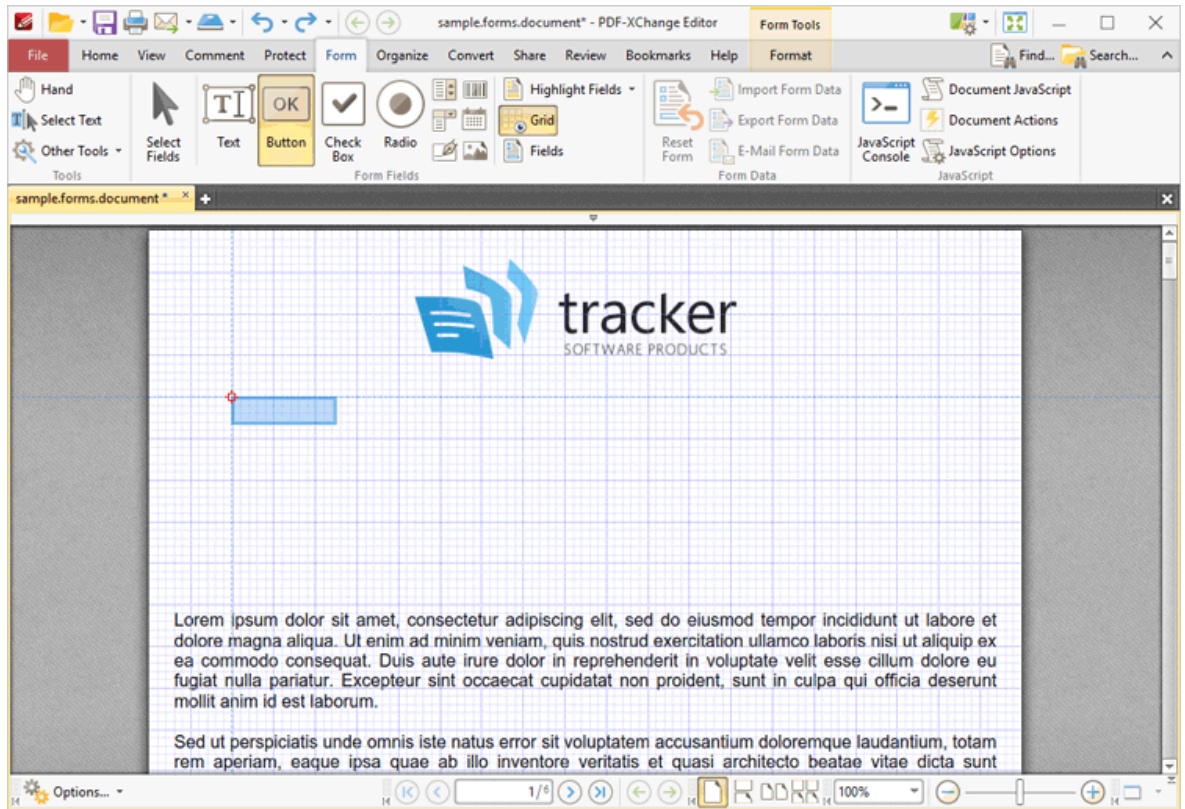 sample.forms.document* - PDF-XChange Editor
Form Tools
File Home View Comment Protect Form Organize Convert Share Review Bookmarks Help Format Find... Search...
Hand
Select Text
Other Tools
Tools
Select Fields
Text
OK
Button
Check Box
Radio
Highlight Fields
Grid
Fields
Form Fields
Reset Form
Import Form Data
Export Form Data
E-Mail Form Data
Form Data
JavaScript Console
Document JavaScript
Document Actions
JavaScript Options
JavaScript
sample.forms.document *
tracker
SOFTWARE PRODUCTS
Lorem ipsum dolor sit amet, consectetur adipiscing elit, sed do eiusmod tempor incididunt ut labore et
dolore magna aliqua. Ut enim ad minim veniam, quis nostrud exercitation ullamco laboris nisi ut aliquip ex
ea commodo consequat. Duis aute irure dolor in reprehenderit in voluptate velit esse cillum dolore eu
fugiat nulla pariatur. Excepteur sint occaecat cupidatat non proident, sunt in culpa qui officia deserunt
mollit anim id est laborum.
Sed ut perspiciatis unde omnis iste natus error sit voluptatem accusantium doloremque laudantium, totam
rem aperiam, eaque ipsa quae ab illo inventore veritatis et quasi architecto beatae vitae dicta sunt
Options...
1/6
100%